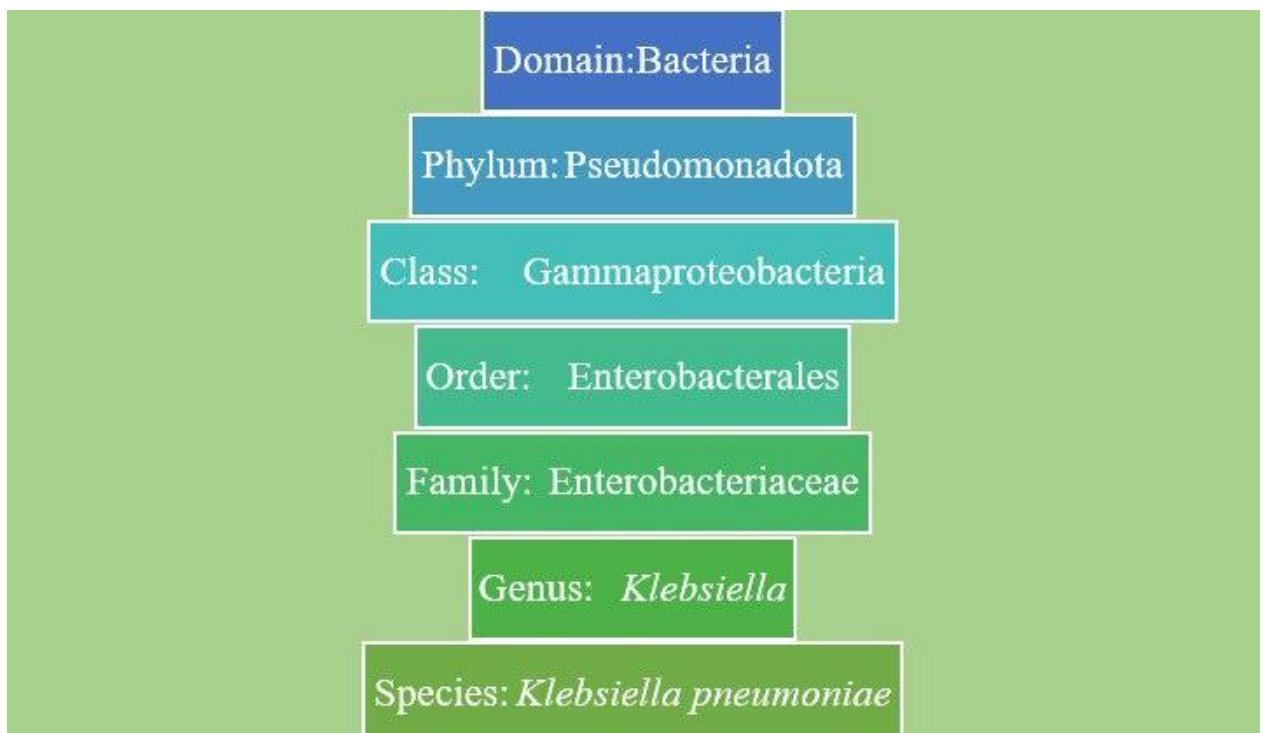 Domain:Bacteria
Phylum: Pseudomonadota
Class: Gammaproteobacteria
Order: Enterobacterales
Family: Enterobacteriaceae
Genus: Klebsiella
Species: Klebsiella pneumoniae